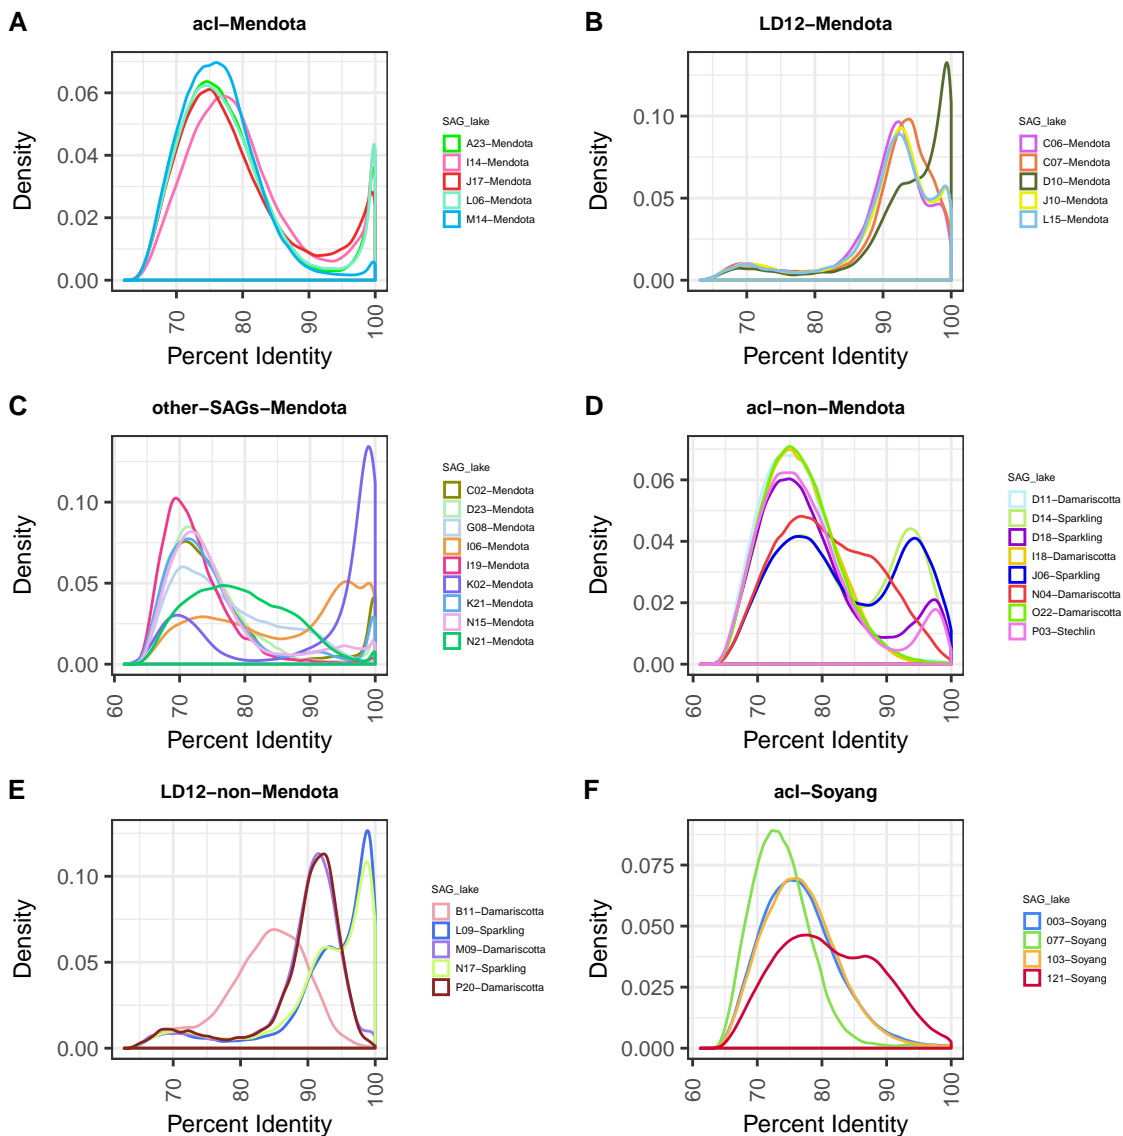 A
acI−Mendota
Density
0.06
0.04
0.02
0.00
70
80
90
100
Percent Identity
SAG_lake
A23−Mendota
I14−Mendota
J17−Mendota
L06−Mendota
M14−Mendota
B
LD12−Mendota
Density
0.10
0.05
0.00
70
80
90
100
Percent Identity
SAG_lake
C06−Mendota
C07−Mendota
D10−Mendota
J10−Mendota
L15−Mendota
C
other−SAGs−Mendota
Density
0.10
0.05
0.00
60
70
80
90
100
Percent Identity
SAG_lake
C02−Mendota
D23−Mendota
G08−Mendota
I06−Mendota
I19−Mendota
K02−Mendota
K21−Mendota
N15−Mendota
N21−Mendota
D
acI−non−Mendota
Density
0.06
0.04
0.02
0.00
60
70
80
90
100
Percent Identity
SAG_lake
D11−Damariscotta
D14−Sparkling
D18−Sparkling
I18−Damariscotta
J06−Sparkling
N04−Damariscotta
O22−Damariscotta
P03−Stechlin
E
LD12−non−Mendota
Density
0.10
0.05
0.00
70
80
90
100
Percent Identity
SAG_lake
B11−Damariscotta
L09−Sparkling
M09−Damariscotta
N17−Sparkling
P20−Damariscotta
F
acI−Soyang
Density
0.075
0.050
0.025
0.000
60
70
80
90
100
Percent Identity
SAG_lake
003−Soyang
077−Soyang
103−Soyang
121−Soyang